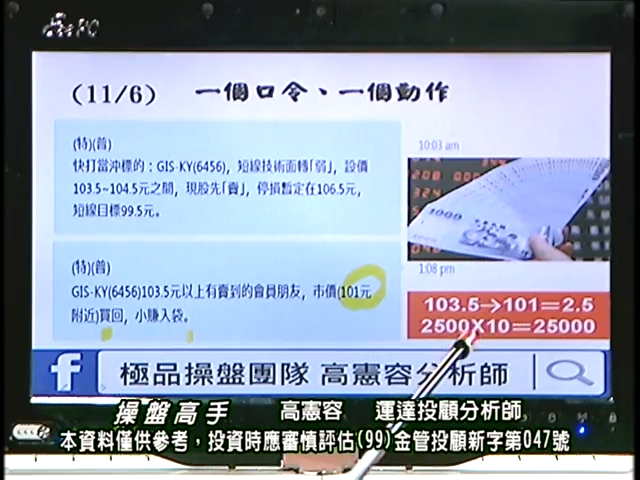 (11/6) 一個口令、一個動作
(特)(普)
快打當沖標的：GIS-KY(6456)，短線技術面轉「弱」，設價
103.5~104.5元之間，現股先「賣」，停損暫定在106.5元，
短線目標99.5元。
10:03 am
1000
(特)(普)
GIS-KY(6456)103.5元以上有賣到的會員朋友，市價(101元
附近)買回，小賺入袋。
1:08 pm
103.5→101＝2.5
2500X10＝25000
f 極品操盤團隊 高憲容分析師
操盤高手 高憲容 運達投顧分析師
本資料僅供參考，投資時應審慎評估(99)金管投顧新字第047號